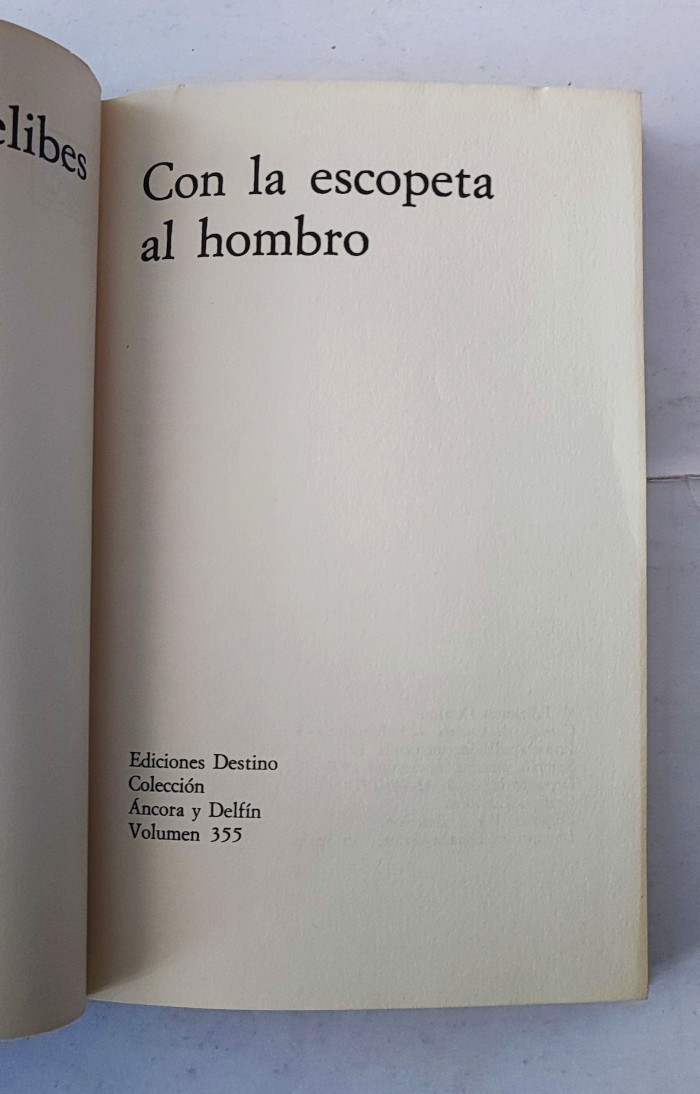 elibes
Con la escopeta
al hombro
Ediciones Destino
Colección
Áncora y Delfín
Volumen 355